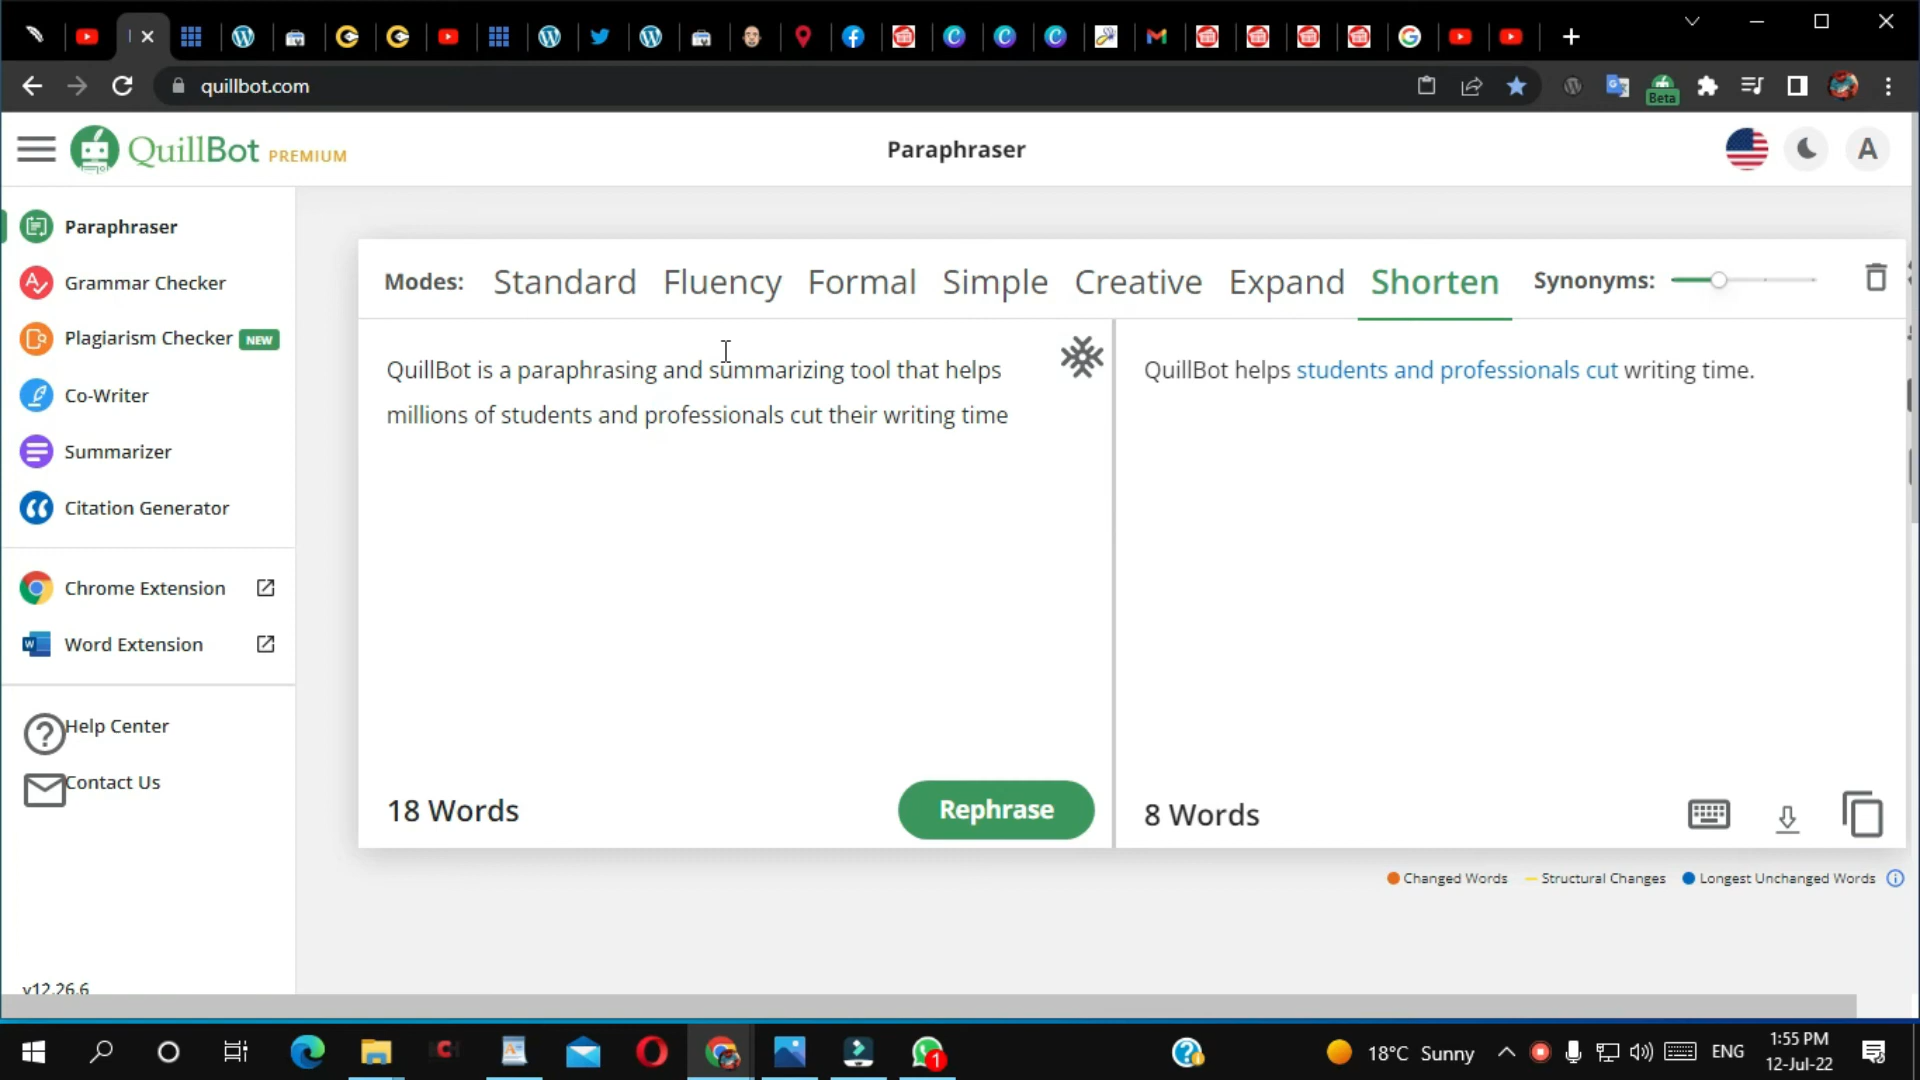 quillbot.com
Beta
QuillBot PREMIUM
Paraphraser
A
Paraphraser
Grammar Checker
Plagiarism Checker NEW
Co-Writer
Summarizer
Citation Generator
Chrome Extension
Word Extension
Help Center
Contact Us
v12.26.6
Modes: Standard Fluency Formal Simple Creative Expand Shorten Synonyms:
QuillBot is a paraphrasing and summarizing tool that helps
millions of students and professionals cut their writing time
18 Words
Rephrase
QuillBot helps students and professionals cut writing time.
8 Words
Changed Words Structural Changes Longest Unchanged Words
1
18°C Sunny
ENG
1:55 PM
12-Jul-22